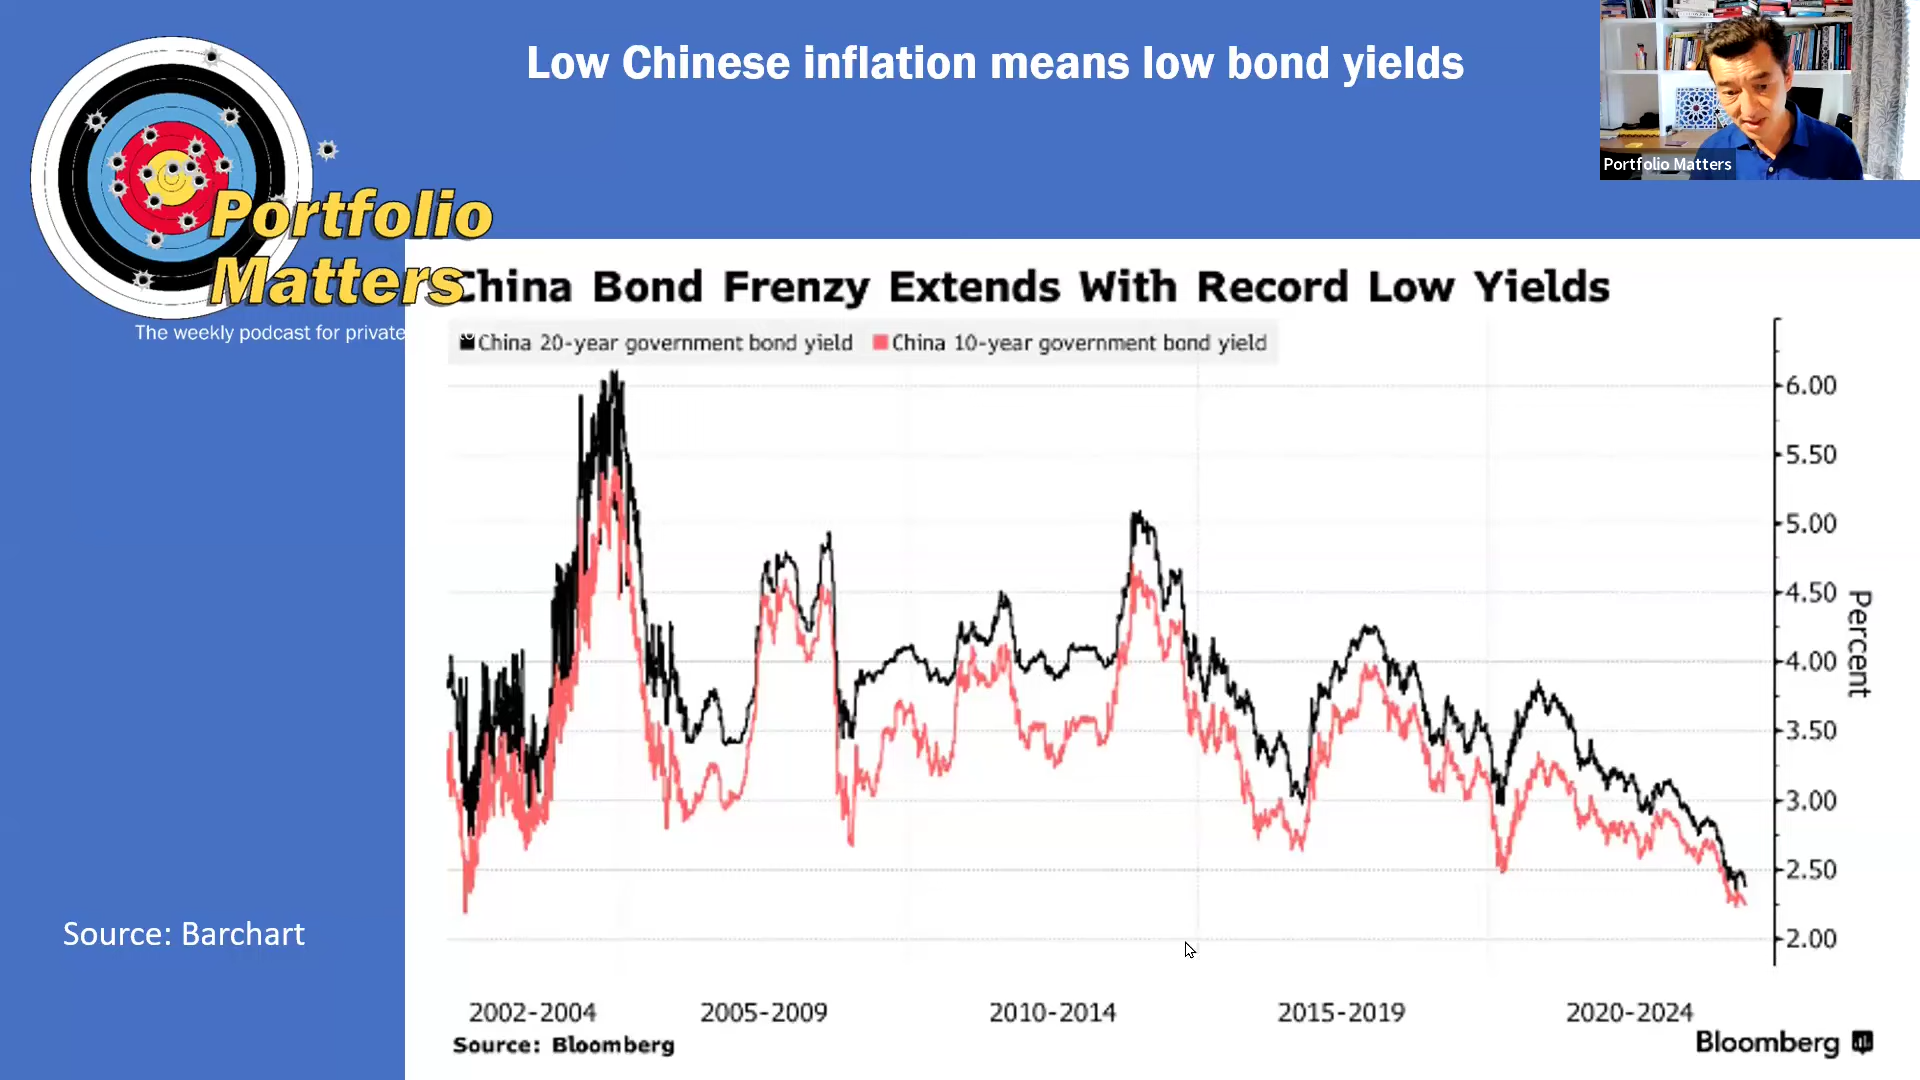 Low Chinese inflation means low bond yields
Portfolio Matters
Portfolio
Matters
The weekly podcast for private
China Bond Frenzy Extends With Record Low Yields
China 20-year government bond yield
China 10-year government bond yield
6.00
5.50
5.00
4.50
4.00
3.50
3.00
2.50
2.00
Percent
2002-2004
2005-2009
2010-2014
2015-2019
2020-2024
Source: Bloomberg
Bloomberg
Source: Barchart